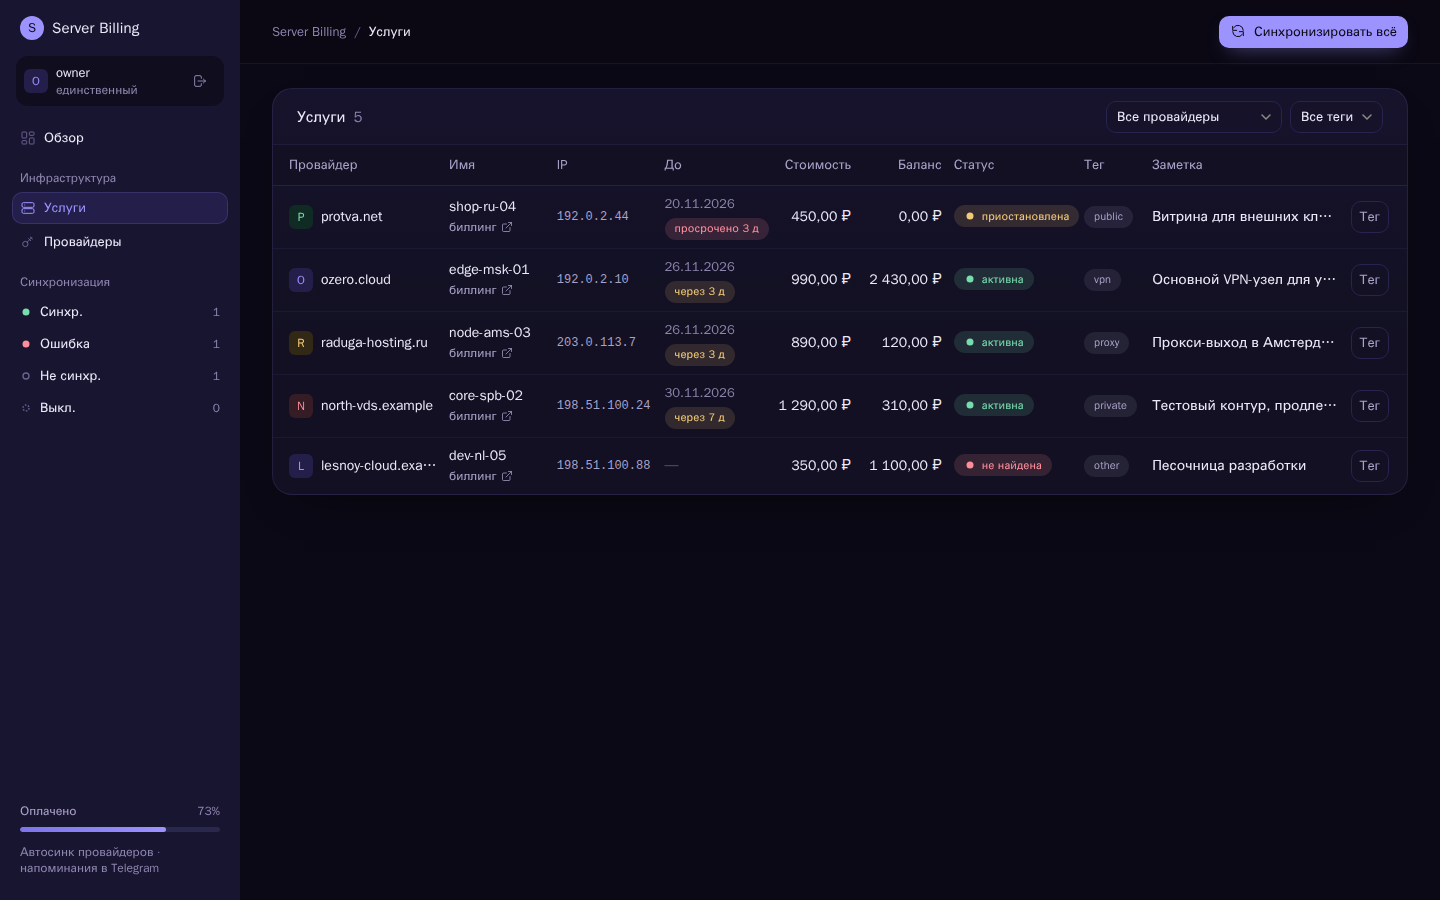 S Server Billing
O owner
единственный
Обзор
Инфраструктура
Услуги
Провайдеры
Синхронизация
Синхр. 1
Ошибка 1
Не синхр. 1
Выкл. 0
Оплачено 73%
Автосинк провайдеров ·
напоминания в Telegram
Server Billing / Услуги
Синхронизировать всё
Услуги 5
Все провайдеры
Все теги
Провайдер Имя IP До Стоимость Баланс Статус Тег Заметка
P protva.net shop-ru-04 192.0.2.44 20.11.2026 450,00 ₽ 0,00 ₽ приостановлена public Витрина для внешних кл… Тег
биллинг просрочено 3 д
O ozero.cloud edge-msk-01 192.0.2.10 26.11.2026 990,00 ₽ 2 430,00 ₽ активна vpn Основной VPN-узел для у… Тег
биллинг через 3 д
R raduga-hosting.ru node-ams-03 203.0.113.7 26.11.2026 890,00 ₽ 120,00 ₽ активна proxy Прокси-выход в Амстерд… Тег
биллинг через 3 д
N north-vds.example core-spb-02 198.51.100.24 30.11.2026 1 290,00 ₽ 310,00 ₽ активна private Тестовый контур, продле… Тег
биллинг через 7 д
L lesnoy-cloud.exa… dev-nl-05 198.51.100.88 — 350,00 ₽ 1 100,00 ₽ не найдена other Песочница разработки Тег
биллинг